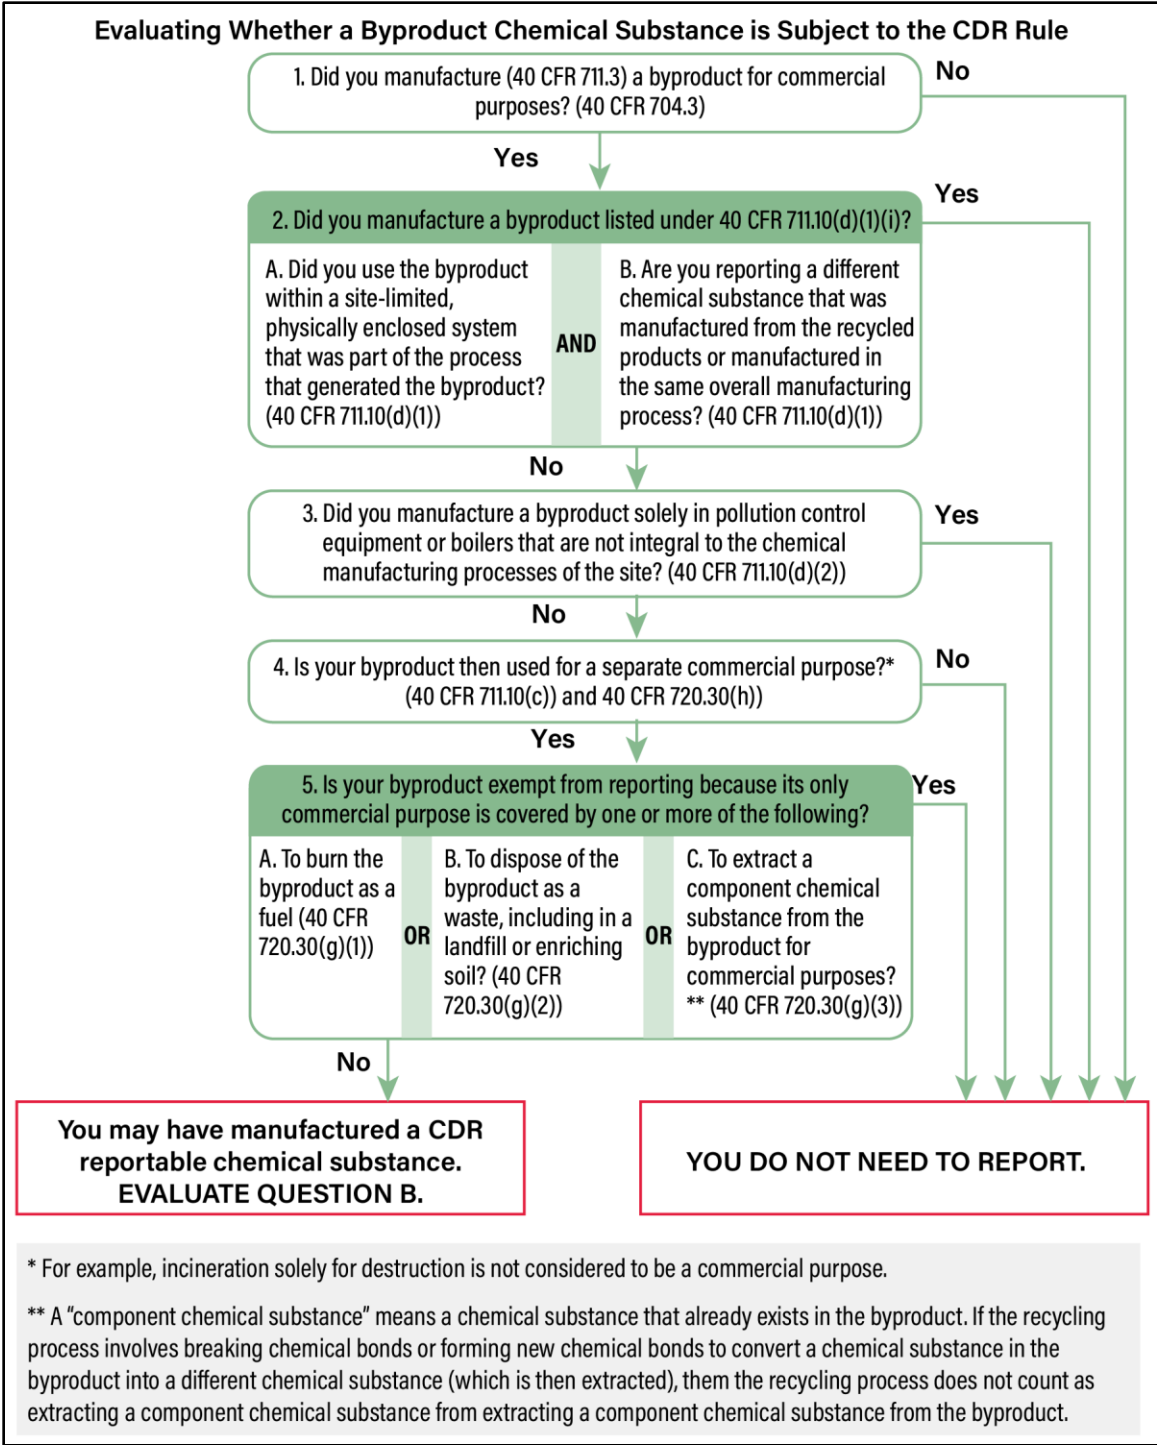 Evaluating Whether a Byproduct Chemical Substance is Subject to the CDR Rule
1. Did you manufacture (40 CFR 711.3) a byproduct for commercial
purposes? (40 CFR 704.3)
No
Yes
2. Did you manufacture a byproduct listed under 40 CFR 711.10(d)(1)(i)?
Yes
A. Did you use the byproduct
within a site-limited,
physically enclosed system
that was part of the process
that generated the byproduct?
(40 CFR 711.10(d)(1))
AND
B. Are you reporting a different
chemical substance that was
manufactured from the recycled
products or manufactured in
the same overall manufacturing
process? (40 CFR 711.10(d)(1))
No
3. Did you manufacture a byproduct solely in pollution control
equipment or boilers that are not integral to the chemical
manufacturing processes of the site? (40 CFR 711.10(d)(2))
Yes
No
4. Is your byproduct then used for a separate commercial purpose?*
(40 CFR 711.10(c)) and 40 CFR 720.30(h))
No
Yes
5. Is your byproduct exempt from reporting because its only
commercial purpose is covered by one or more of the following?
Yes
A. To burn the
byproduct as a
fuel (40 CFR
720.30(g)(1))
OR
B. To dispose of the
byproduct as a
waste, including in a
landfill or enriching
soil? (40 CFR
720.30(g)(2))
OR
C. To extract a
component chemical
substance from the
byproduct for
commercial purposes?
** (40 CFR 720.30(g)(3))
No
You may have manufactured a CDR
reportable chemical substance.
EVALUATE QUESTION B.
YOU DO NOT NEED TO REPORT.
* For example, incineration solely for destruction is not considered to be a commercial purpose.
** A “component chemical substance” means a chemical substance that already exists in the byproduct. If the recycling
process involves breaking chemical bonds or forming new chemical bonds to convert a chemical substance in the
byproduct into a different chemical substance (which is then extracted), them the recycling process does not count as
extracting a component chemical substance from extracting a component chemical substance from the byproduct.